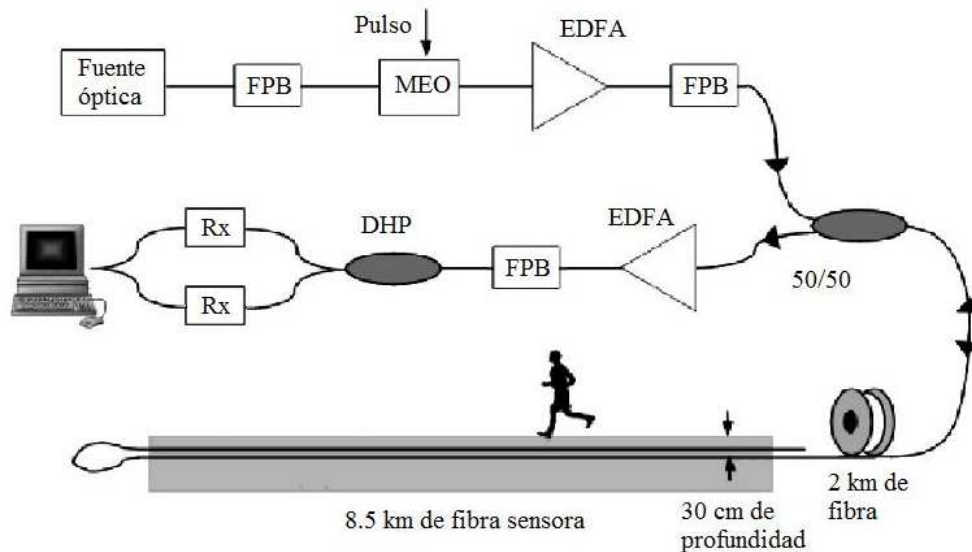 Pulso
EDFA
Fuente
óptica
FPB
MEO
FPB
Rx
DHP
EDFA
FPB
Rx
50/50
2 km de
fibra
8.5 km de fibra sensora
30 cm de
profundidad